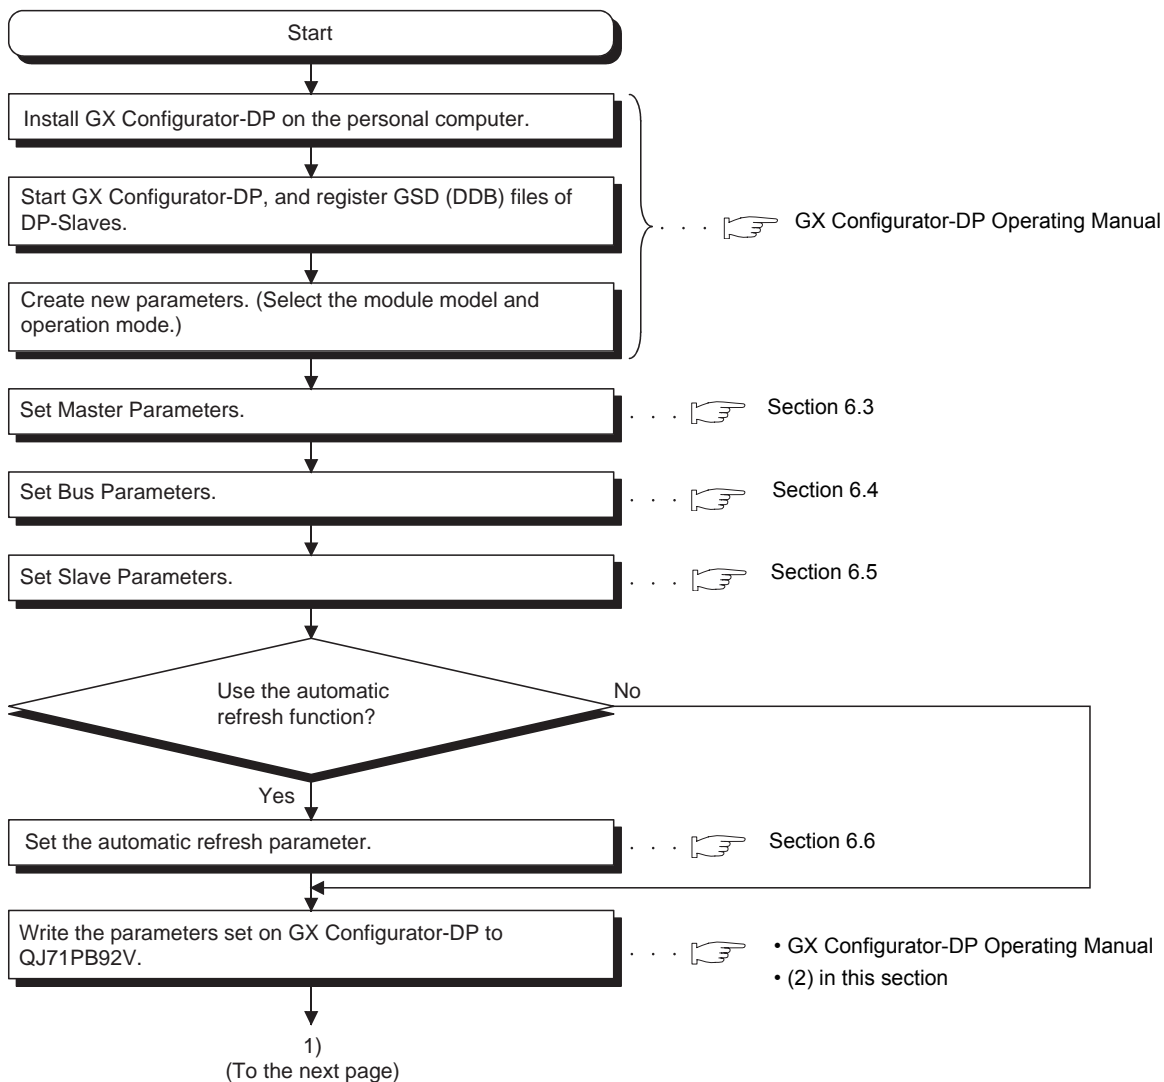 Start
Install GX Configurator-DP on the personal computer.
Start GX Configurator-DP, and register GSD (DDB) files of
DP-Slaves.
GX Configurator-DP Operating Manual
Create new parameters. (Select the module model and
operation mode.)
Set Master Parameters.
Section 6.3
Set Bus Parameters.
Section 6.4
Set Slave Parameters.
Section 6.5
Use the automatic
refresh function?
No
Yes
Set the automatic refresh parameter.
Section 6.6
Write the parameters set on GX Configurator-DP to
QJ71PB92V.
• GX Configurator-DP Operating Manual
• (2) in this section
1)
(To the next page)